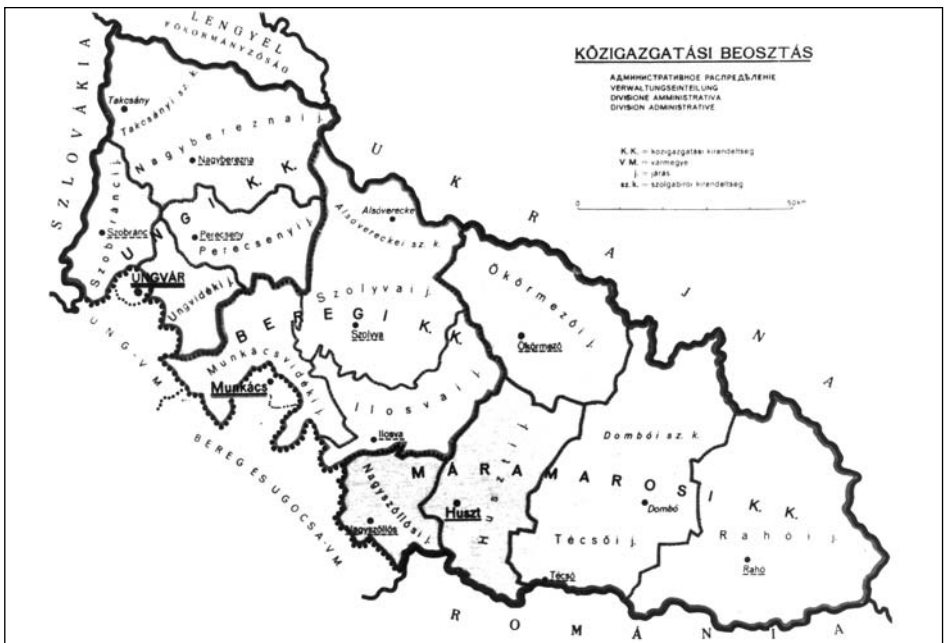 KÖZIGAZGATÁSI BEOSZTÁS
АДМИНИСТРАТИВНОЕ РАСПРЕДѢЛЕНІЕ
VERWALTUNGSEINTEILUNG
DIVISIONE AMMINISTRATIVA
DIVISION ADMINISTRATIVE
K.K. = közigazgatási kirendeltség
VM. = vármegye
j. = járás
sz.k. = szolgabírói kirendeltség
0 50 km
LENGYEL
FŐKORMÁNYZÓSÁG
SZLOVÁKIA
UKRAJNA
ROMÁNIA
UNG-VM
BEREG ÉS UGOCSA-VM
UNGI K.K.
Takcsány
Takcsányi sz.k.
Nagybereznai j.
Nagyberezna
Szobránci j.
Szobránc
Perecseny
Perecsenyi j.
UNGVÁR
Ungvidéki j.
BEREGI K.K.
Alsóverecke
Alsóvereckei sz.k.
Szolyvai j.
Szolyva
Munkácsvidéki j.
Munkács
Ilosvai j.
Ilosva
MÁRAMAROSI K.K.
Ökörmezői j.
Ökörmező
Nagyszőllősi j.
Nagyszőllős
Huszti j.
Huszt
Dombói sz.k.
Dombó
Técsői j.
Técső
Rahói j.
Rahó